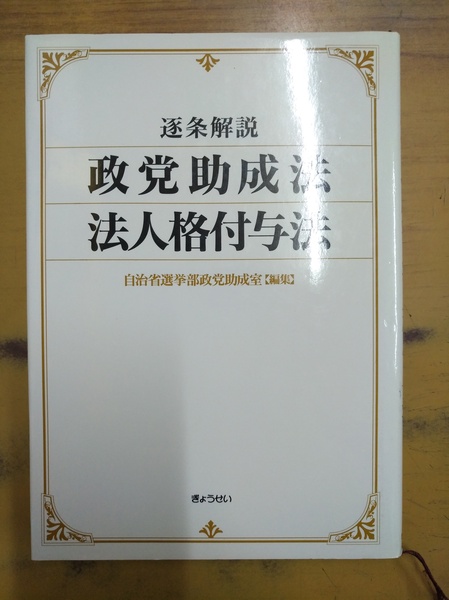 逐条解説
政党助成法
法人格付与法
自治省選挙部政党助成室【編集】
ぎょうせい